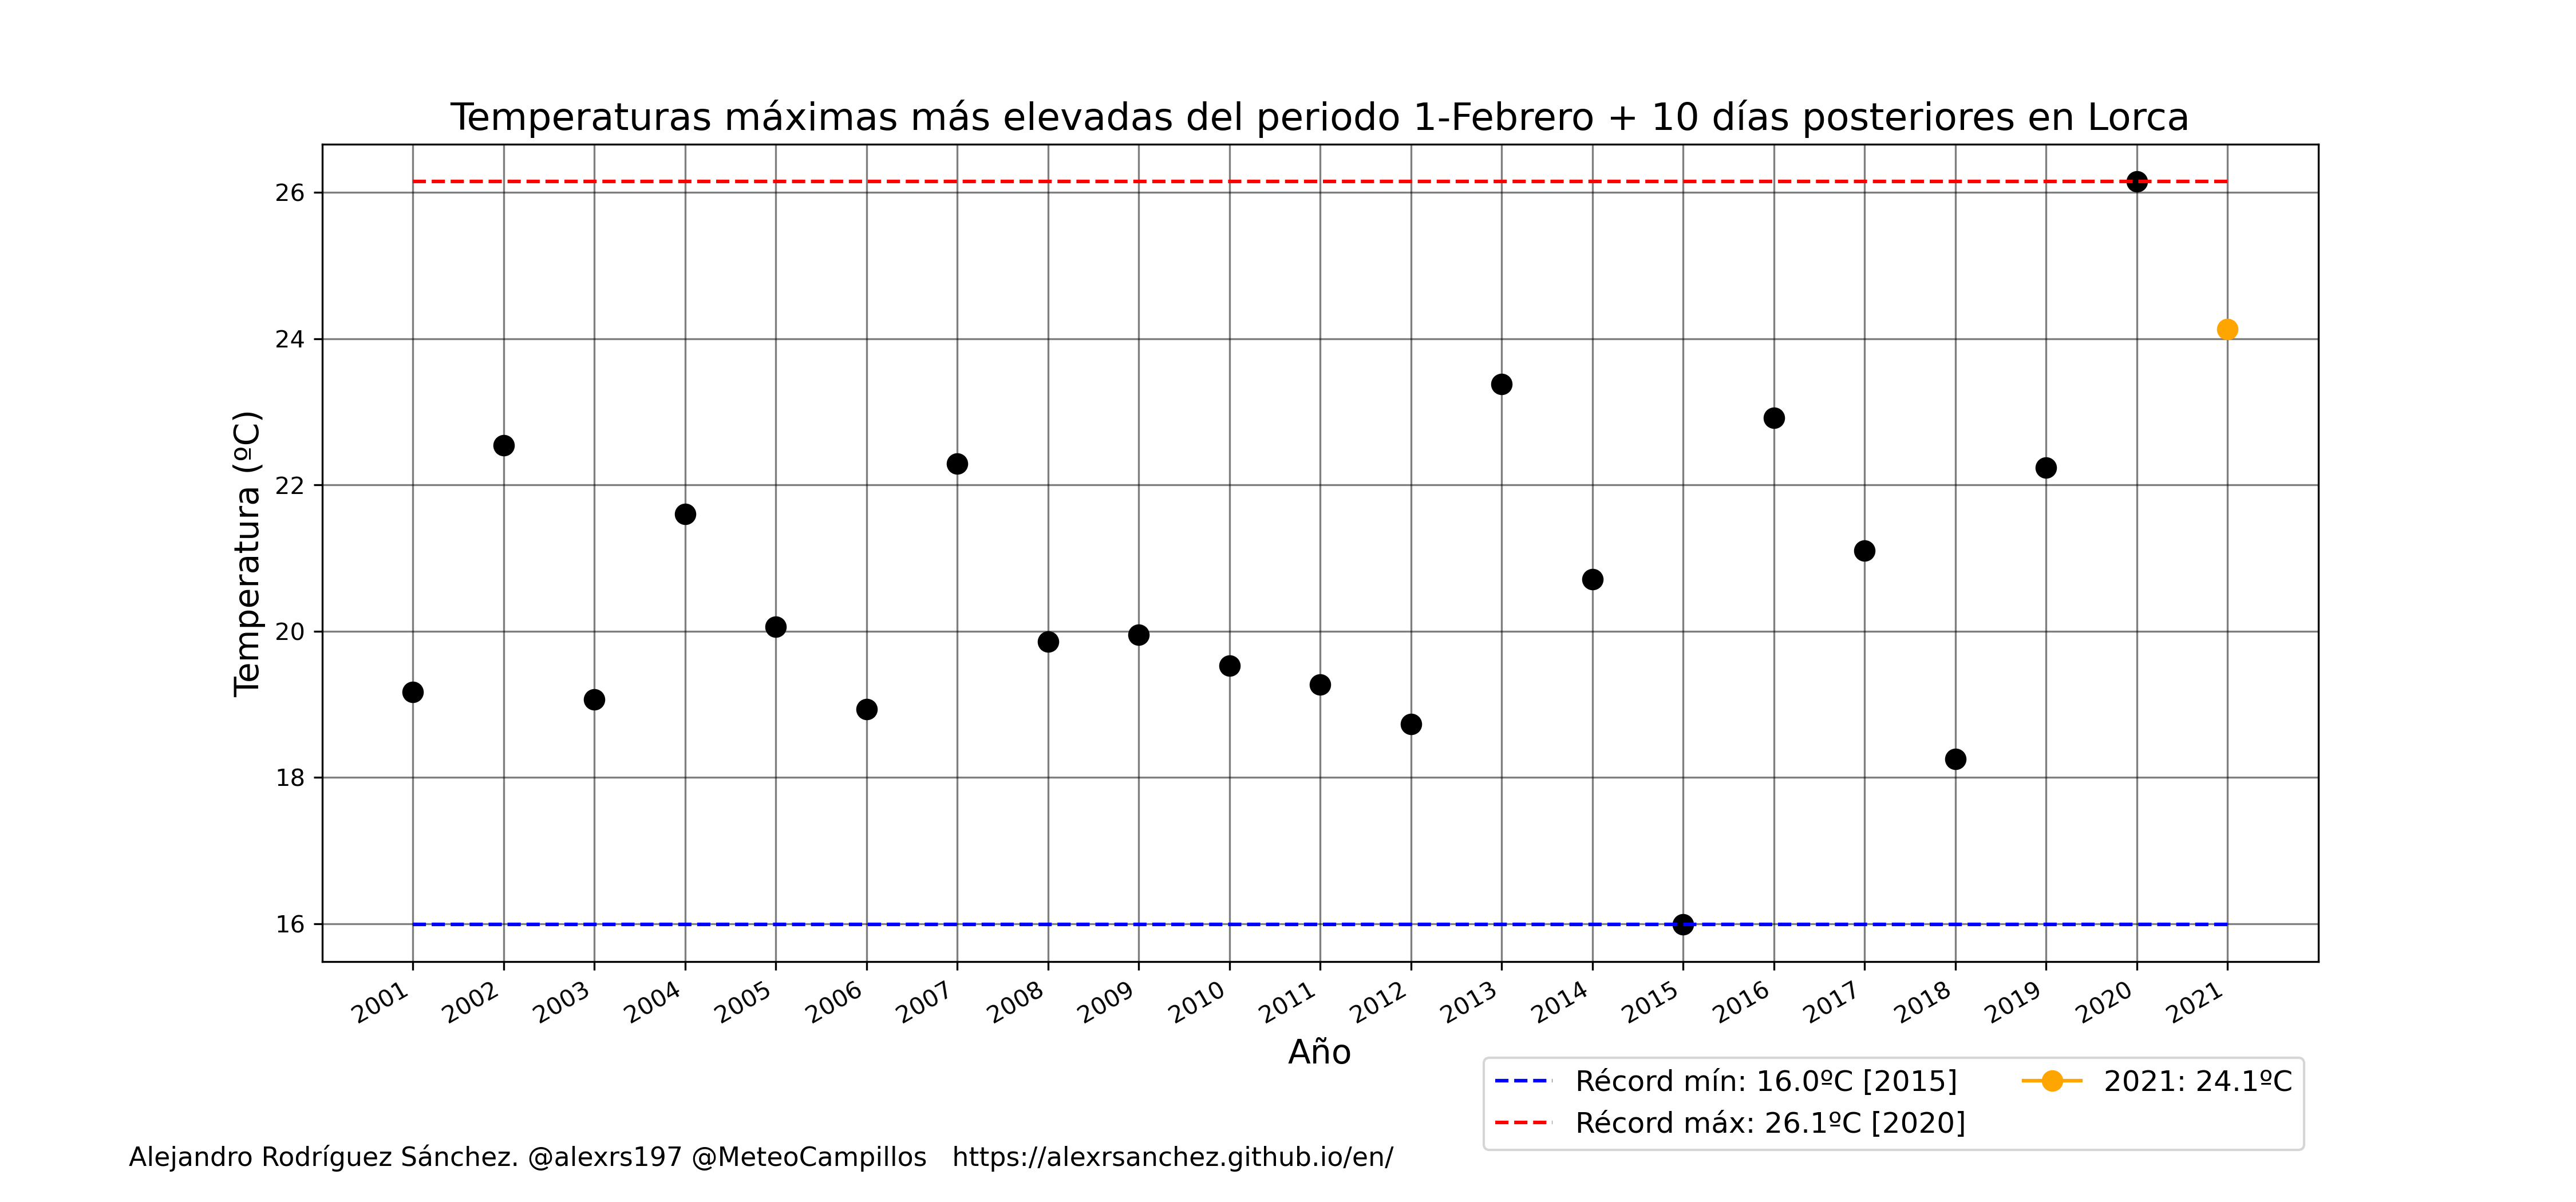 Temperaturas máximas más elevadas del periodo 1-Febrero + 10 días posteriores en Lorca
Temperatura (ºC)
26
24
22
20
18
16
2001 2002 2003 2004 2005 2006 2007 2008 2009 2010 2011 2012 2013 2014 2015 2016 2017 2018 2019 2020 2021
Año
Récord mín: 16.0ºC [2015] 2021: 24.1ºC
Récord máx: 26.1ºC [2020]
Alejandro Rodríguez Sánchez. @alexrs197 @MeteoCampillos https://alexrsanchez.github.io/en/